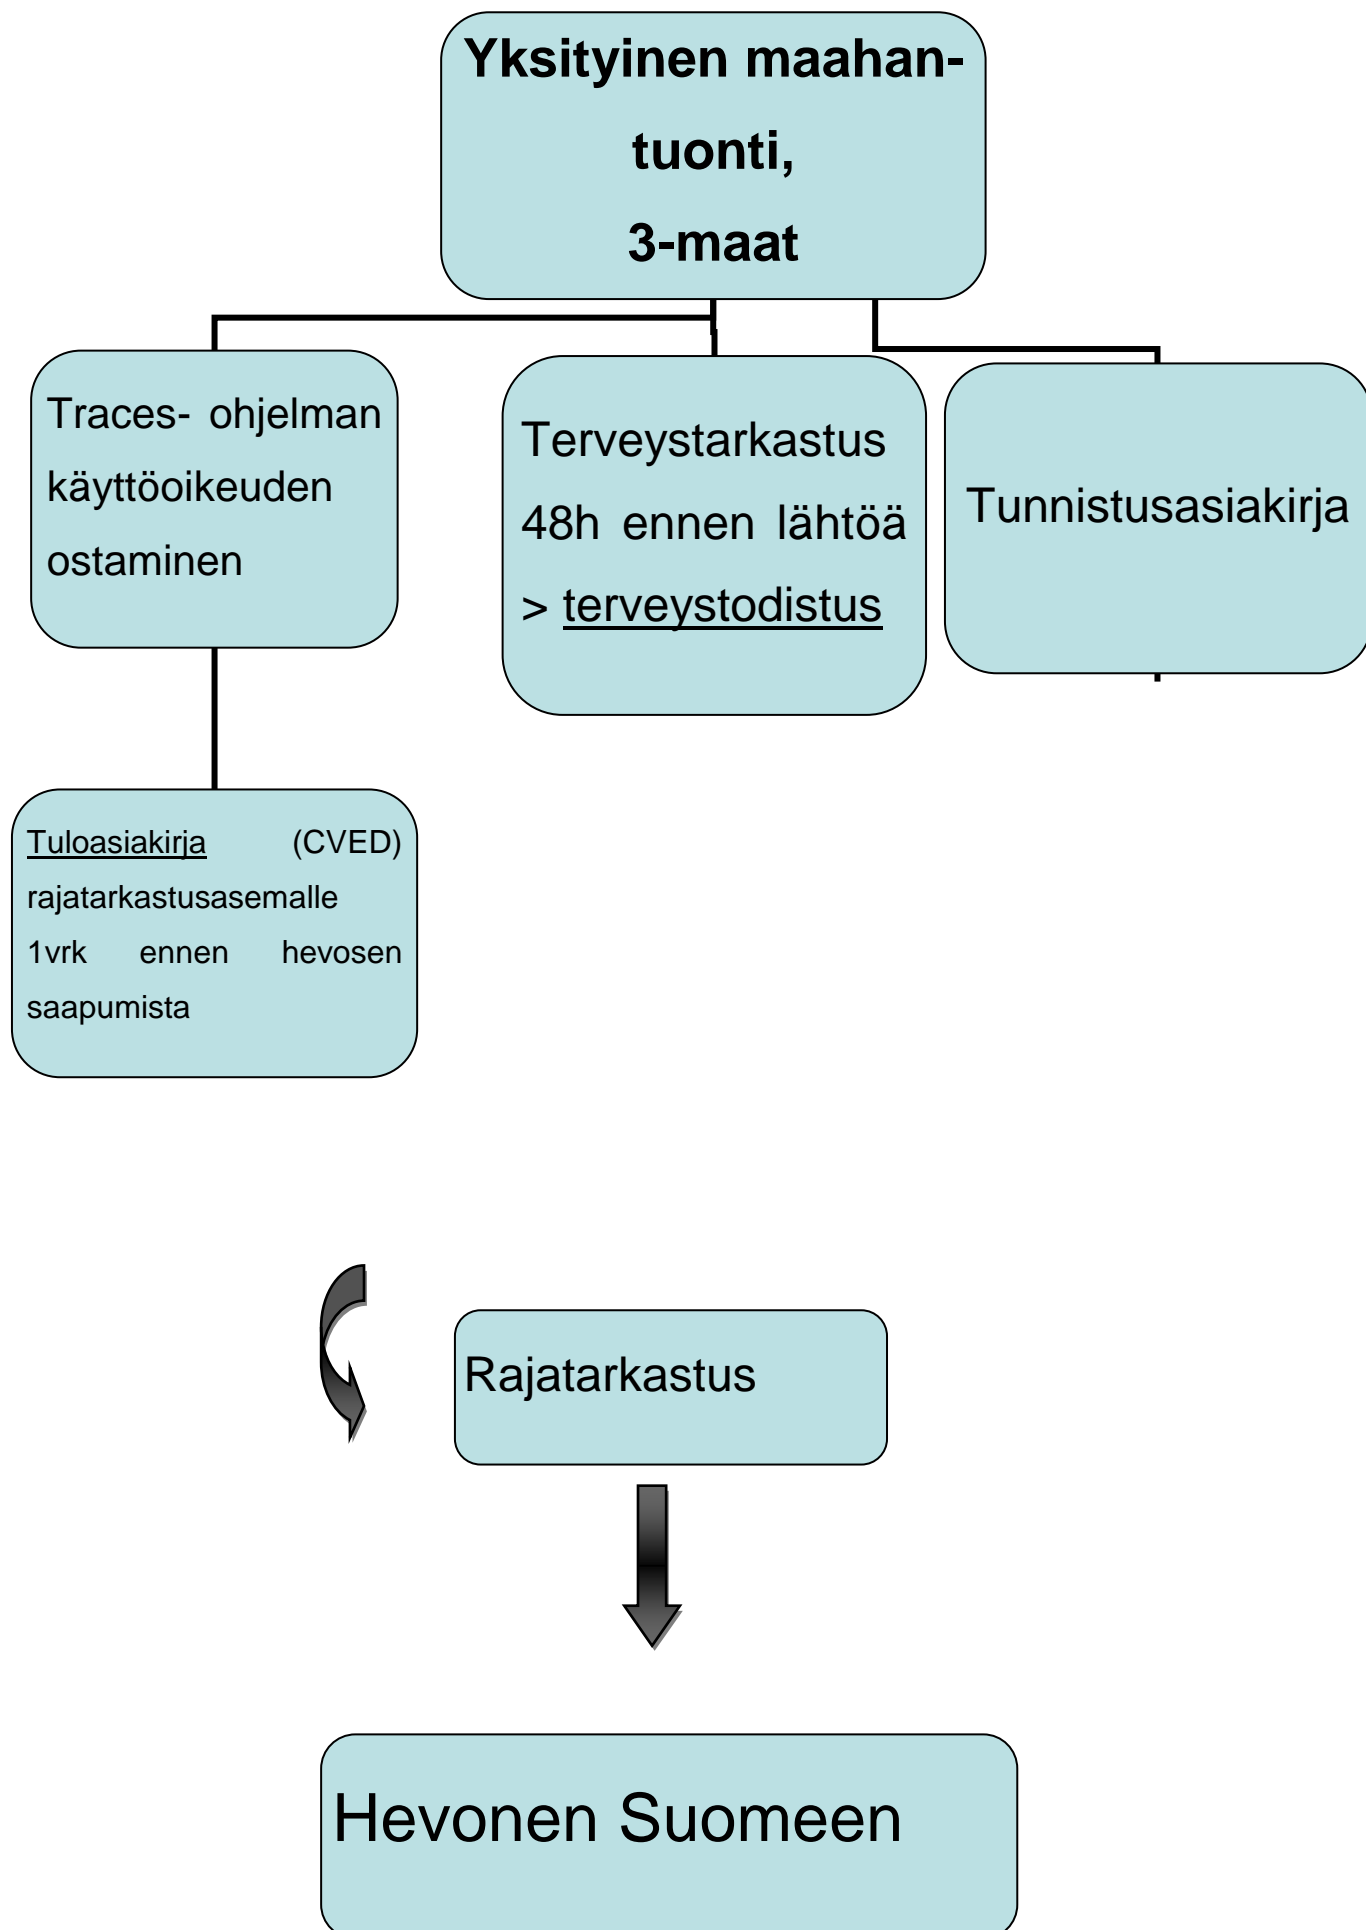 Yksityinen maahan-
tuonti,
3-maat
Traces- ohjelman
käyttöoikeuden
ostaminen
Terveystarkastus
48h ennen lähtöä
> terveystodistus
Tunnistusasiakirja
Tuloasiakirja (CVED)
rajatarkastusasemalle
1vrk ennen hevosen
saapumista
Rajatarkastus
Hevonen Suomeen